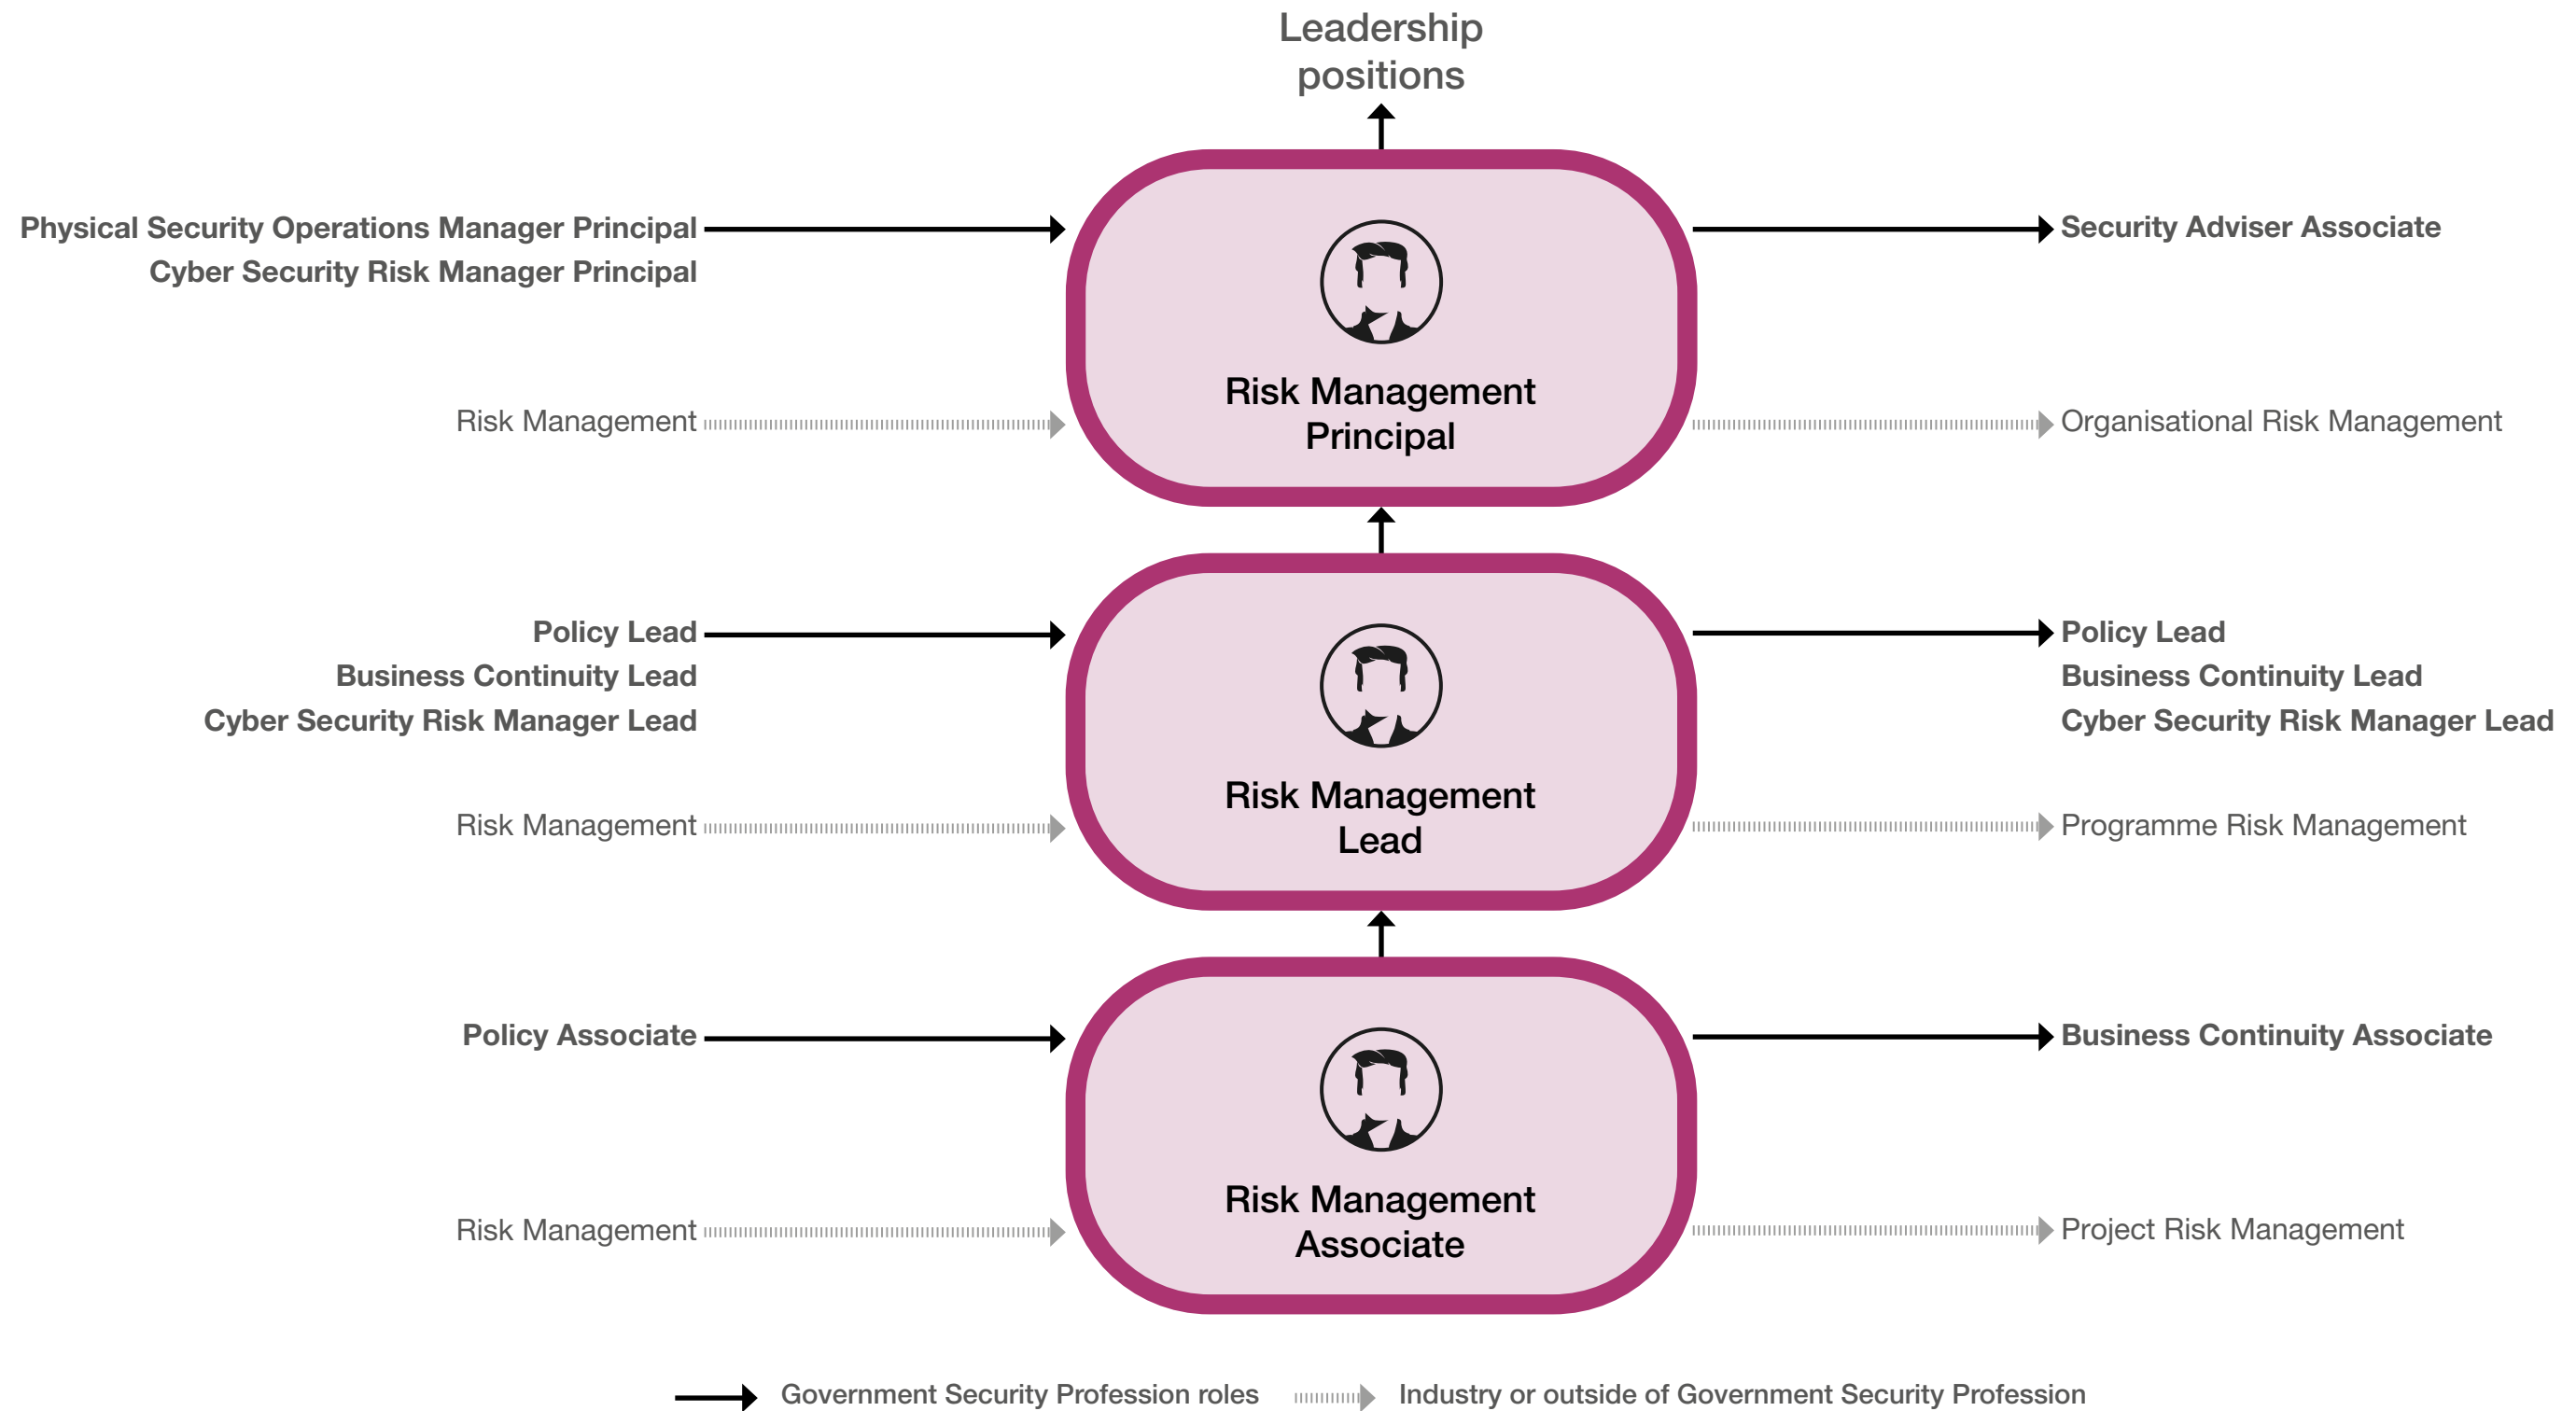 Leadership
positions
Physical Security Operations Manager Principal
Cyber Security Risk Manager Principal
Security Adviser Associate
Risk Management
Risk Management
Principal
Organisational Risk Management
Policy Lead
Business Continuity Lead
Cyber Security Risk Manager Lead
Policy Lead
Business Continuity Lead
Cyber Security Risk Manager Lead
Risk Management
Risk Management
Lead
Programme Risk Management
Policy Associate
Business Continuity Associate
Risk Management
Risk Management
Associate
Project Risk Management
Government Security Profession roles
Industry or outside of Government Security Profession